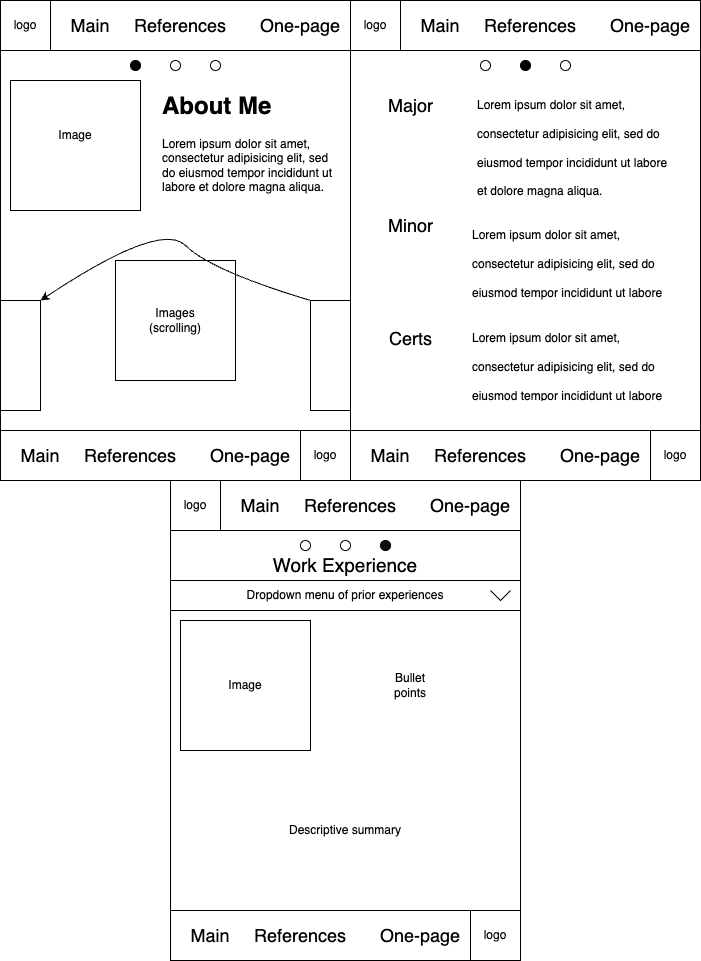 logo
Main References One-page
About Me
Image
Lorem ipsum dolor sit amet,
consectetur adipisicing elit, sed
do eiusmod tempor incididunt ut
labore et dolore magna aliqua.
Images
(scrolling)
Main References One-page
logo
logo
Main References One-page
Major
Lorem ipsum dolor sit amet,
consectetur adipisicing elit, sed do
eiusmod tempor incididunt ut labore
et dolore magna aliqua.
Minor
Lorem ipsum dolor sit amet,
consectetur adipisicing elit, sed do
eiusmod tempor incididunt ut labore
Certs
Lorem ipsum dolor sit amet,
consectetur adipisicing elit, sed do
eiusmod tempor incididunt ut labore
Main References One-page
logo
logo
Main References One-page
Work Experience
Dropdown menu of prior experiences
Image
Bullet
points
Descriptive summary
Main References One-page
logo